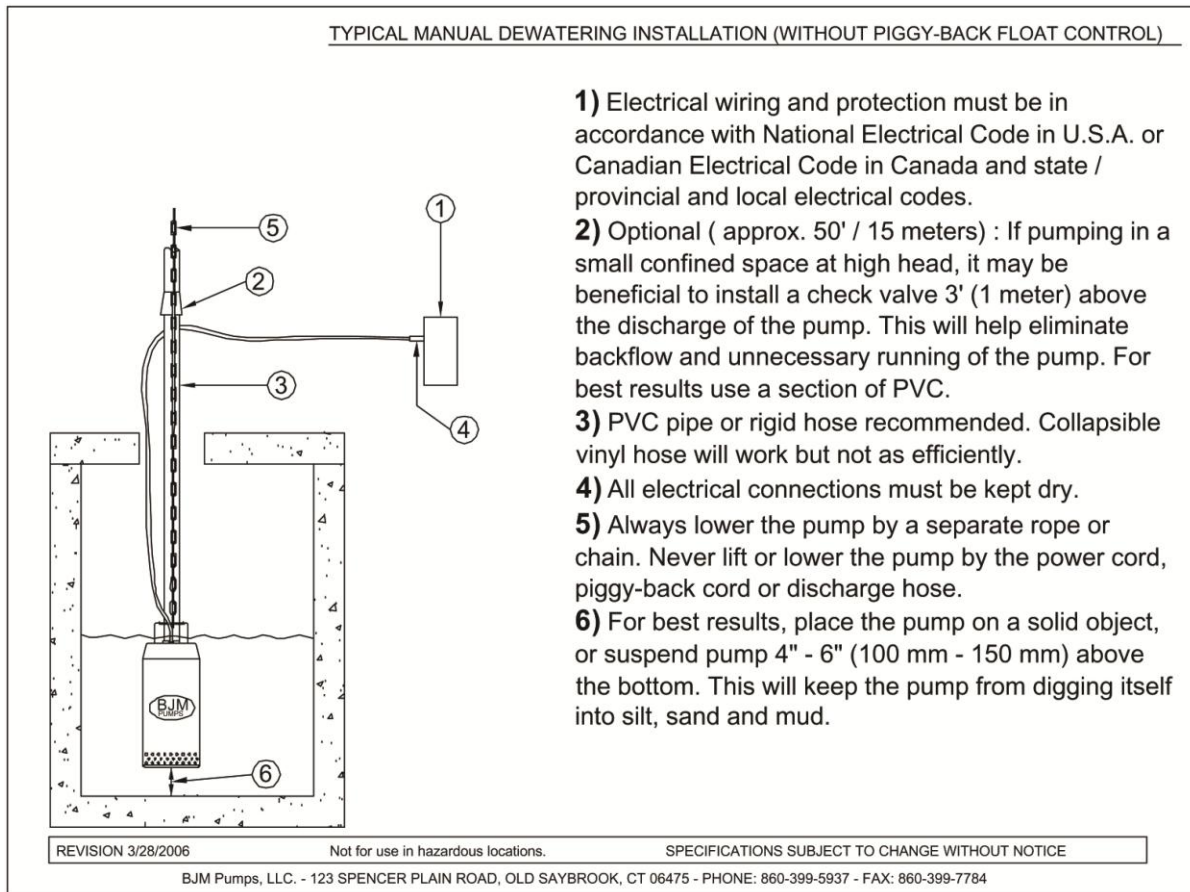 TYPICAL MANUAL DEWATERING INSTALLATION (WITHOUT PIGGY-BACK FLOAT CONTROL)
1) Electrical wiring and protection must be in
accordance with National Electrical Code in U.S.A. or
Canadian Electrical Code in Canada and state /
provincial and local electrical codes.
2) Optional ( approx. 50' / 15 meters) : If pumping in a
small confined space at high head, it may be
beneficial to install a check valve 3' (1 meter) above
the discharge of the pump. This will help eliminate
backflow and unnecessary running of the pump. For
best results use a section of PVC.
3) PVC pipe or rigid hose recommended. Collapsible
vinyl hose will work but not as efficiently.
4) All electrical connections must be kept dry.
5) Always lower the pump by a separate rope or
chain. Never lift or lower the pump by the power cord,
piggy-back cord or discharge hose.
6) For best results, place the pump on a solid object,
or suspend pump 4" - 6" (100 mm - 150 mm) above
the bottom. This will keep the pump from digging itself
into silt, sand and mud.
1
5
2
3
4
BJM
PUMPS
6
REVISION 3/28/2006 Not for use in hazardous locations. SPECIFICATIONS SUBJECT TO CHANGE WITHOUT NOTICE
BJM Pumps, LLC. - 123 SPENCER PLAIN ROAD, OLD SAYBROOK, CT 06475 - PHONE: 860-399-5937 - FAX: 860-399-7784